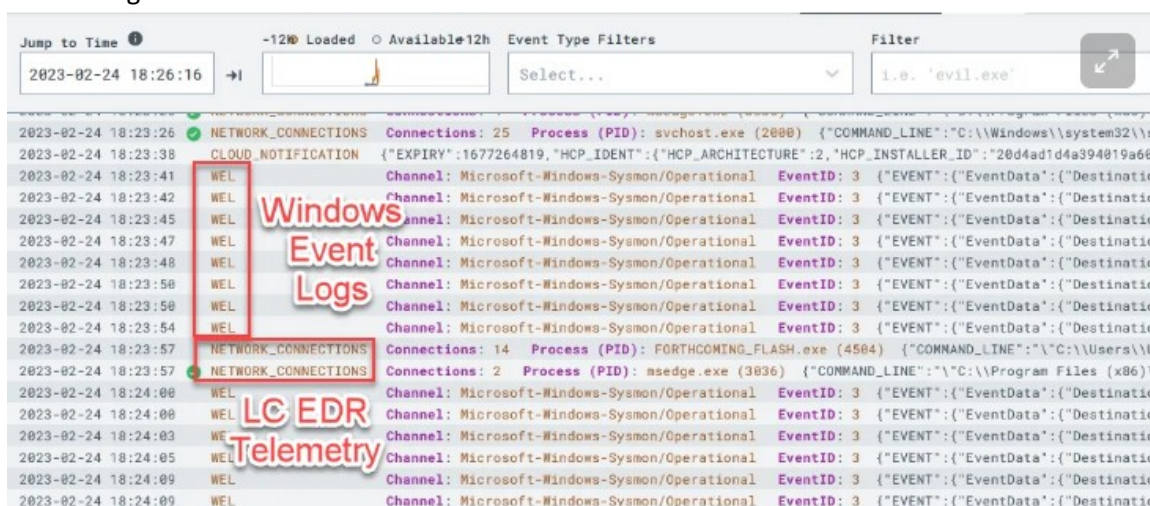 Jump to Time
-12h Loaded Available +12h Event Type Filters Filter
2023-02-24 18:26:16 Select... i.e. 'evil.exe'
2023-02-24 18:23:26 NETWORK_CONNECTIONS Connections: 25 Process (PID): svchost.exe (2000) {"COMMAND_LINE":"C:\\Windows\\system32\\s
2023-02-24 18:23:38 CLOUD_NOTIFICATION {"EXPIRY":1677264819,"HCP_IDENT":{"HCP_ARCHITECTURE":2,"HCP_INSTALLER_ID":"20d4ad1d4a394019a60
2023-02-24 18:23:41 WEL Channel: Microsoft-Windows-Sysmon/Operational EventID: 3 {"EVENT":{"EventData":{"Destinatio
2023-02-24 18:23:42 WEL Channel: Microsoft-Windows-Sysmon/Operational EventID: 3 {"EVENT":{"EventData":{"Destinatio
2023-02-24 18:23:45 WEL Channel: Microsoft-Windows-Sysmon/Operational EventID: 3 {"EVENT":{"EventData":{"Destinatio
2023-02-24 18:23:47 WEL Channel: Microsoft-Windows-Sysmon/Operational EventID: 3 {"EVENT":{"EventData":{"Destinatio
2023-02-24 18:23:48 WEL Channel: Microsoft-Windows-Sysmon/Operational EventID: 3 {"EVENT":{"EventData":{"Destinatio
2023-02-24 18:23:50 WEL Channel: Microsoft-Windows-Sysmon/Operational EventID: 3 {"EVENT":{"EventData":{"Destinatio
2023-02-24 18:23:50 WEL Channel: Microsoft-Windows-Sysmon/Operational EventID: 3 {"EVENT":{"EventData":{"Destinatio
2023-02-24 18:23:54 WEL Channel: Microsoft-Windows-Sysmon/Operational EventID: 3 {"EVENT":{"EventData":{"Destinatio
Windows
Event
Logs
2023-02-24 18:23:57 NETWORK_CONNECTIONS Connections: 14 Process (PID): FORTHCOMING_FLASH.exe (4504) {"COMMAND_LINE":"\"C:\\Users\\U
2023-02-24 18:23:57 NETWORK_CONNECTIONS Connections: 2 Process (PID): msedge.exe (3036) {"COMMAND_LINE":"\"C:\\Program Files (x86)\
2023-02-24 18:24:00 WEL Channel: Microsoft-Windows-Sysmon/Operational EventID: 3 {"EVENT":{"EventData":{"Destinatio
2023-02-24 18:24:00 WEL Channel: Microsoft-Windows-Sysmon/Operational EventID: 3 {"EVENT":{"EventData":{"Destinatio
2023-02-24 18:24:03 WEL Channel: Microsoft-Windows-Sysmon/Operational EventID: 3 {"EVENT":{"EventData":{"Destinatio
2023-02-24 18:24:05 WEL Channel: Microsoft-Windows-Sysmon/Operational EventID: 3 {"EVENT":{"EventData":{"Destinatio
2023-02-24 18:24:09 WEL Channel: Microsoft-Windows-Sysmon/Operational EventID: 3 {"EVENT":{"EventData":{"Destinatio
2023-02-24 18:24:09 WEL Channel: Microsoft-Windows-Sysmon/Operational EventID: 3 {"EVENT":{"EventData":{"Destinatio
LC EDR
Telemetry